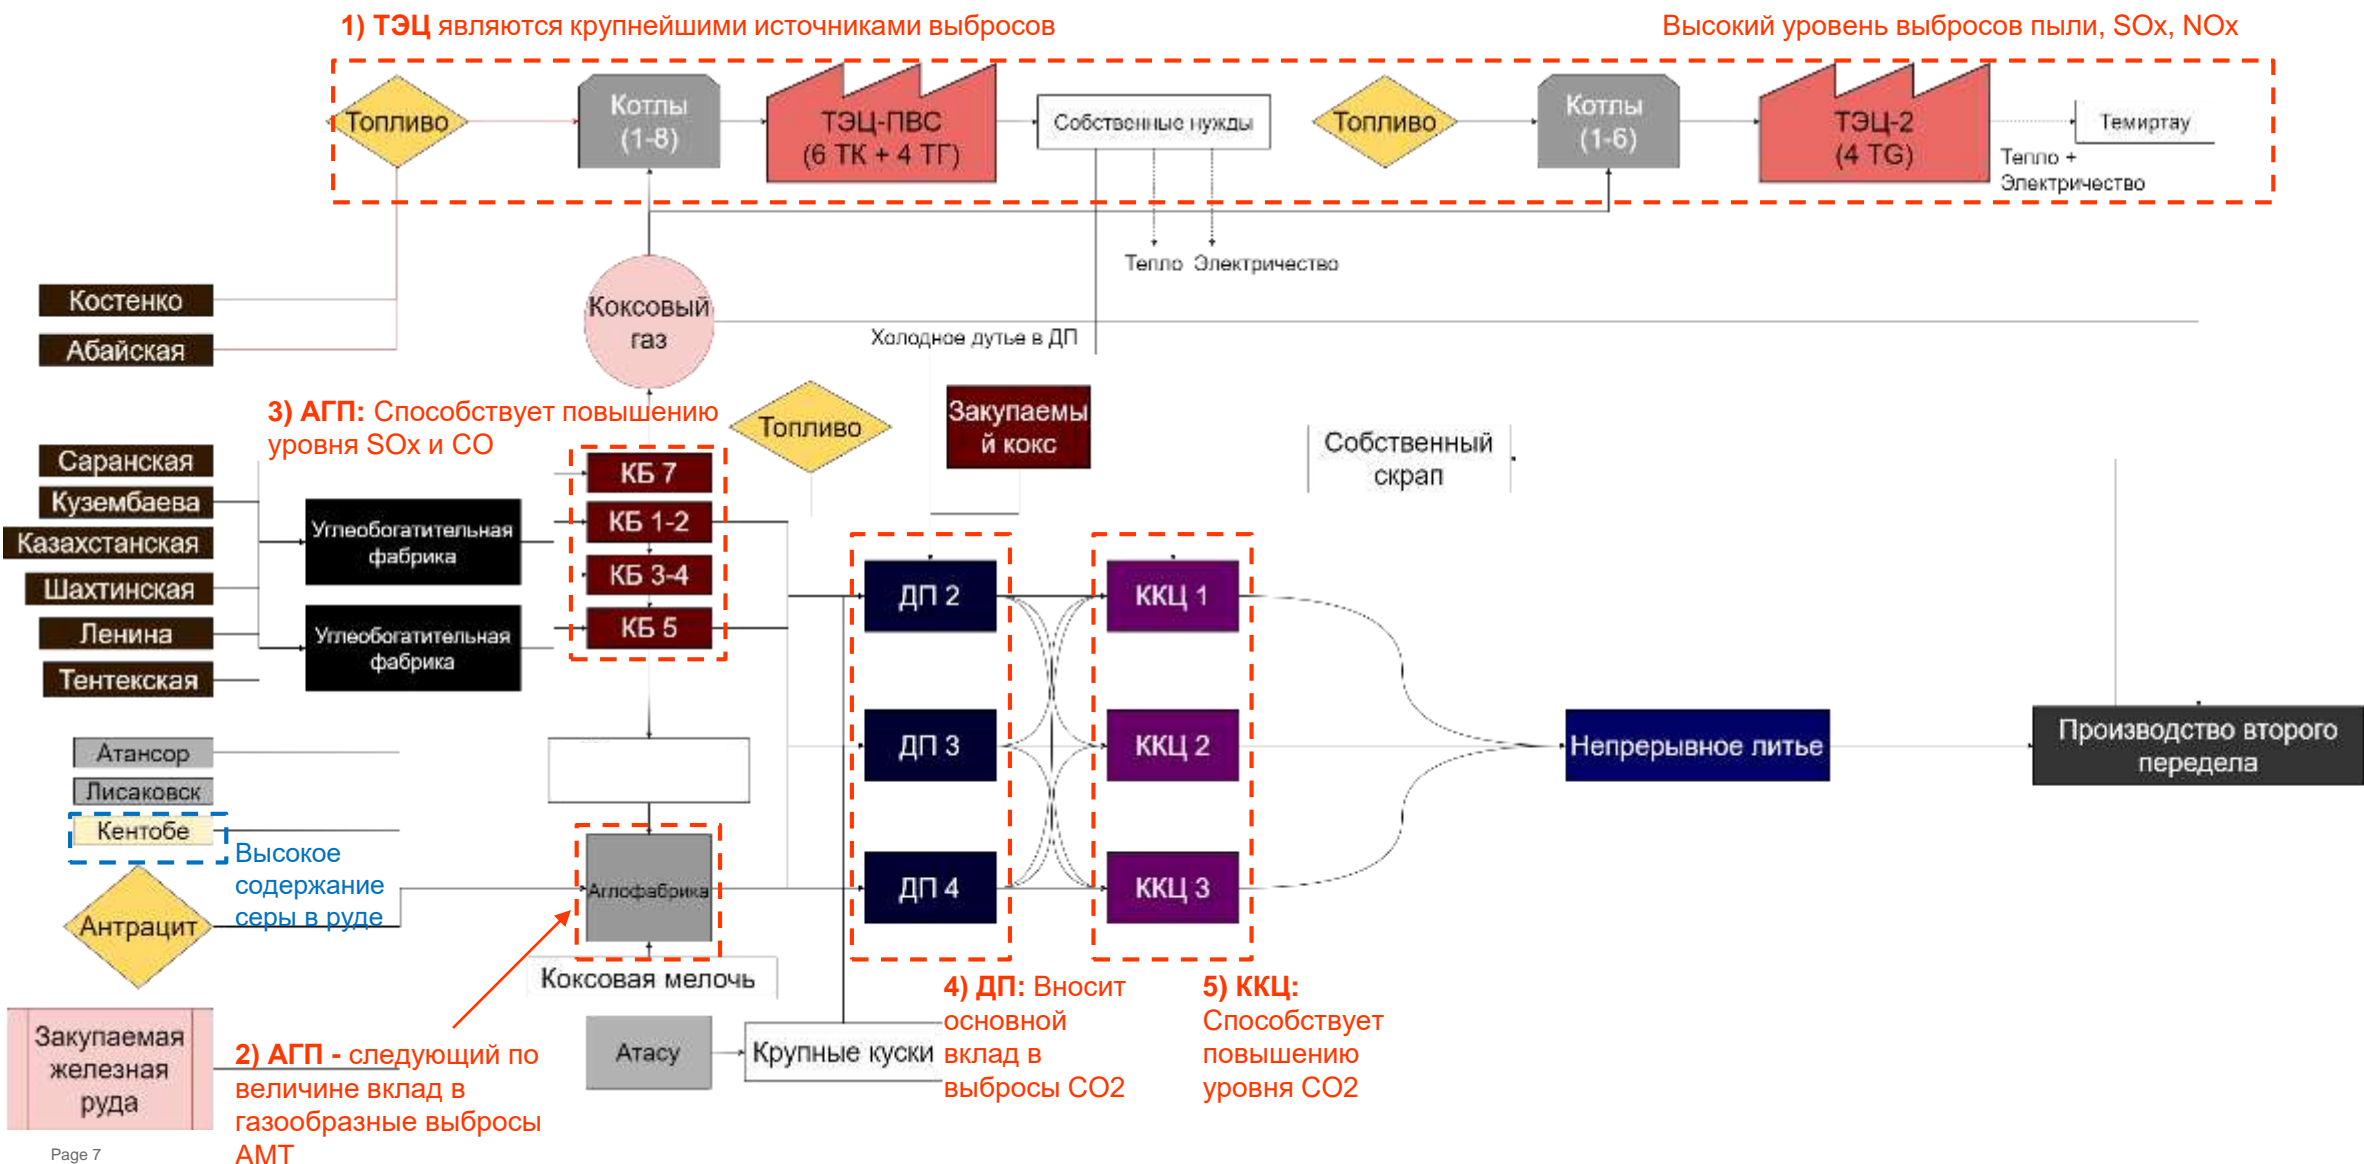 1) ТЭЦ являются крупнейшими источниками выбросов
Высокий уровень выбросов пыли, SOx, NOx
Топливо
Котлы
(1-8)
ТЭЦ-ПВС
(6 ТК + 4 ТГ)
Собственные нужды
Топливо
Котлы
(1-6)
ТЭЦ-2
(4 TG)
Темиртау
Тепло +
Электричество
Тепло
Электричество
Костенко
Абайская
Коксовый
газ
Холодное дутье в ДП
3) АГП: Способствует повышению
уровня SOx и CO
Топливо
Закупаемы
й кокс
Собственный
скрап
Саранская
Кузембаева
Казахстанская
Шахтинская
Ленина
Тентекская
Углеобогатительная
фабрика
Углеобогатительная
фабрика
КБ 7
КБ 1-2
КБ 3-4
КБ 5
ДП 2
ДП 3
ДП 4
ККЦ 1
ККЦ 2
ККЦ 3
Непрерывное литье
Производство второго
передела
Атансор
Лисаковск
Кентобе
Высокое
содержание
серы в руде
Антрацит
Аглофабрика
Коксовая мелочь
Закупаемая
железная
руда
2) АГП - следующий по
величине вклад в
газообразные выбросы
АМТ
Атасу
Крупные куски
4) ДП: Вносит
основной
вклад в
выбросы CO2
5) ККЦ:
Способствует
повышению
уровня CO2
Page 7